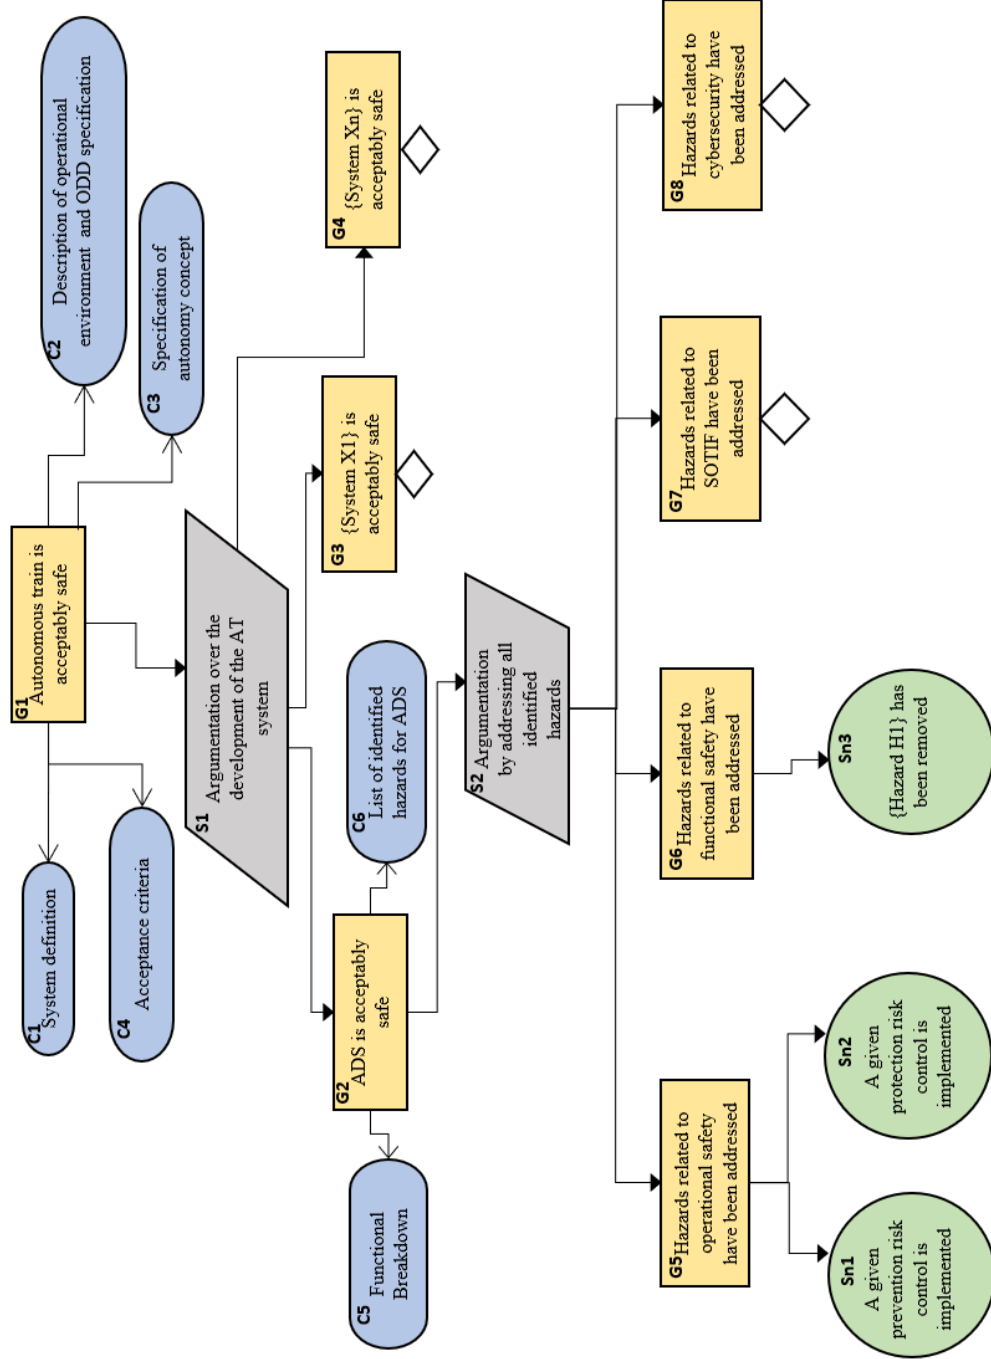 C1
System definition
C4
Acceptance criteria
G1
Autonomous train is
acceptably safe
C2
Description of operational
environment and ODD specification
C3
Specification of
autonomy concept
S1
Argumentation over the
development of the AT
system
C5
Functional
Breakdown
G2
ADS is acceptably
safe
C6
List of identified
hazards for ADS
G3
{System X1} is
acceptably safe
G4
{System Xn} is
acceptably safe
S2 Argumentation
by addressing all
identified
hazards
G5 Hazards related to
operational safety
have been addressed
G6 Hazards related to
functional safety have
been addressed
G7 Hazards related to
SOTIF have been
addressed
G8 Hazards related to
cybersecurity have
been addressed
Sn1
A given
prevention risk
control is
implemented
Sn2
A given
protection risk
control is
implemented
Sn3
{Hazard H1} has
been removed